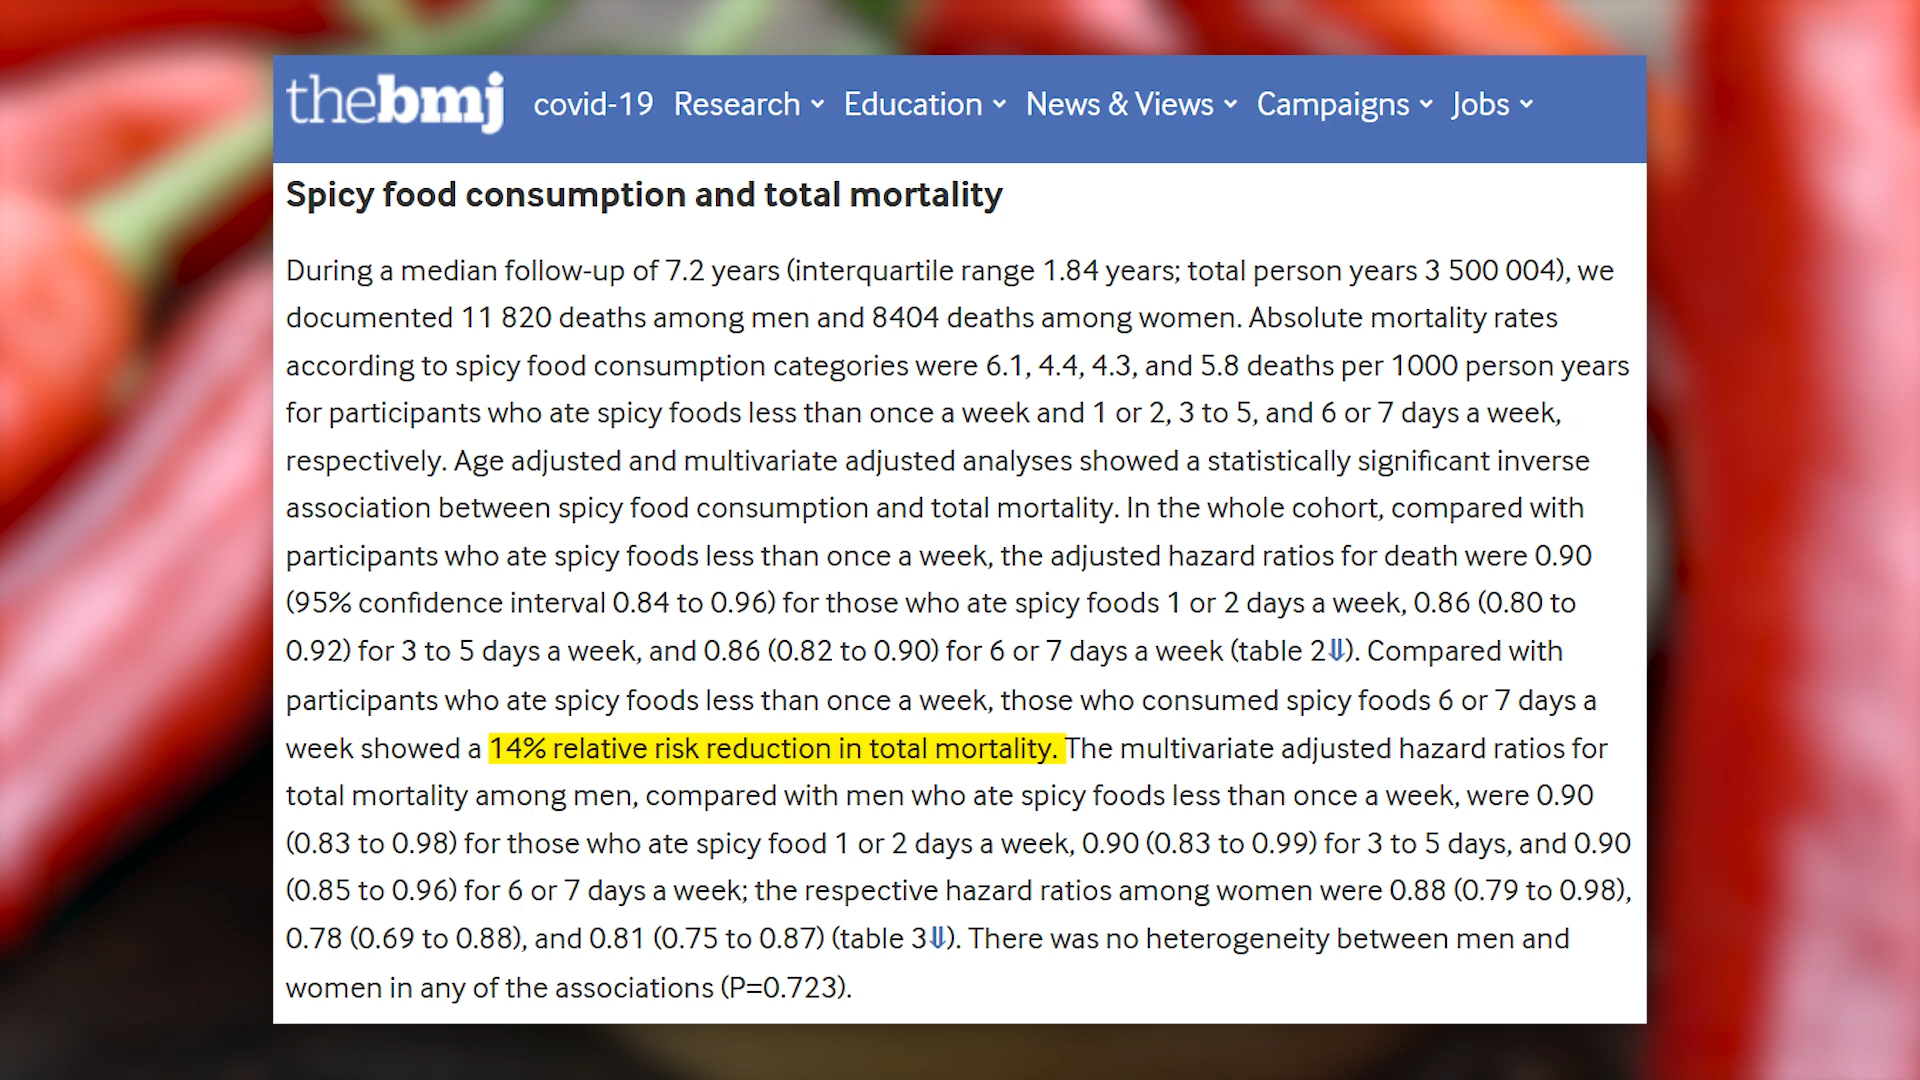 thebmj covid-19 Research Education News & Views Campaigns Jobs
Spicy food consumption and total mortality
During a median follow-up of 7.2 years (interquartile range 1.84 years; total person years 3 500 004), we
documented 11 820 deaths among men and 8404 deaths among women. Absolute mortality rates
according to spicy food consumption categories were 6.1, 4.4, 4.3, and 5.8 deaths per 1000 person years
for participants who ate spicy foods less than once a week and 1 or 2, 3 to 5, and 6 or 7 days a week,
respectively. Age adjusted and multivariate adjusted analyses showed a statistically significant inverse
association between spicy food consumption and total mortality. In the whole cohort, compared with
participants who ate spicy foods less than once a week, the adjusted hazard ratios for death were 0.90
(95% confidence interval 0.84 to 0.96) for those who ate spicy foods 1 or 2 days a week, 0.86 (0.80 to
0.92) for 3 to 5 days a week, and 0.86 (0.82 to 0.90) for 6 or 7 days a week (table 2⇓). Compared with
participants who ate spicy foods less than once a week, those who consumed spicy foods 6 or 7 days a
week showed a 14% relative risk reduction in total mortality. The multivariate adjusted hazard ratios for
total mortality among men, compared with men who ate spicy foods less than once a week, were 0.90
(0.83 to 0.98) for those who ate spicy food 1 or 2 days a week, 0.90 (0.83 to 0.99) for 3 to 5 days, and 0.90
(0.85 to 0.96) for 6 or 7 days a week; the respective hazard ratios among women were 0.88 (0.79 to 0.98),
0.78 (0.69 to 0.88), and 0.81 (0.75 to 0.87) (table 3⇓). There was no heterogeneity between men and
women in any of the associations (P=0.723).